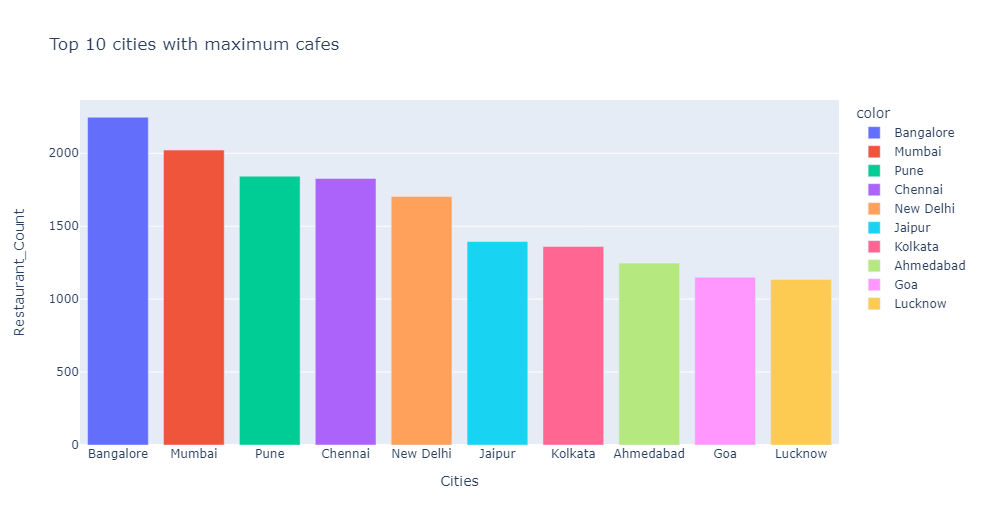 Top 10 cities with maximum cafes
color
Bangalore
Mumbai
Pune
Chennai
New Delhi
Jaipur
Kolkata
Ahmedabad
Goa
Lucknow
Restaurant_Count
2000
1500
1000
500
0
Bangalore Mumbai Pune Chennai New Delhi Jaipur Kolkata Ahmedabad Goa Lucknow
Cities